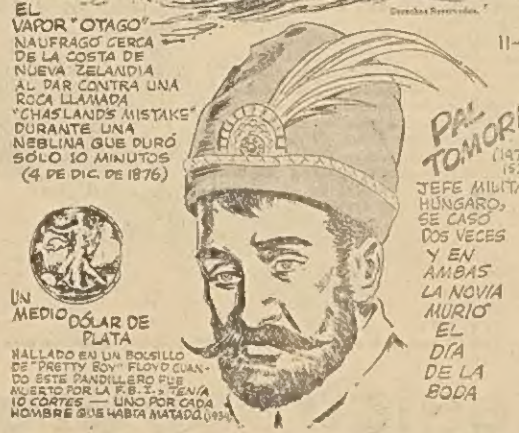 EL
VAPOR "OTAGO"
NAUFRAGÓ CERCA
DE LA COSTA DE
NUEVA ZELANDIA
AL DAR CONTRA UNA
ROCA LLAMADA
"CHASLANDS MISTAKE"
DURANTE UNA
NEBLINA QUE DURÓ
SÓLO 10 MINUTOS
(4 DE DIC. DE 1876)
Derechos Reservados.
11-
PAL
TOMORI
JEFE MILITA
HÚNGARO,
SE CASÓ
DOS VECES
Y EN
AMBAS
LA NOVIA
MURIÓ
EL
DÍA
DE LA
BODA
UN
MEDIO DÓLAR DE
PLATA
HALLADO EN UN BOLSILLO
DE "PRETTY BOY" FLOYD CUAN-
DO ESTE PANDILLERO FUE
MUERTO POR LA F.B.I., TENÍA
10 CORTES — UNO POR CADA
HOMBRE QUE HABÍA MATADO (1934)